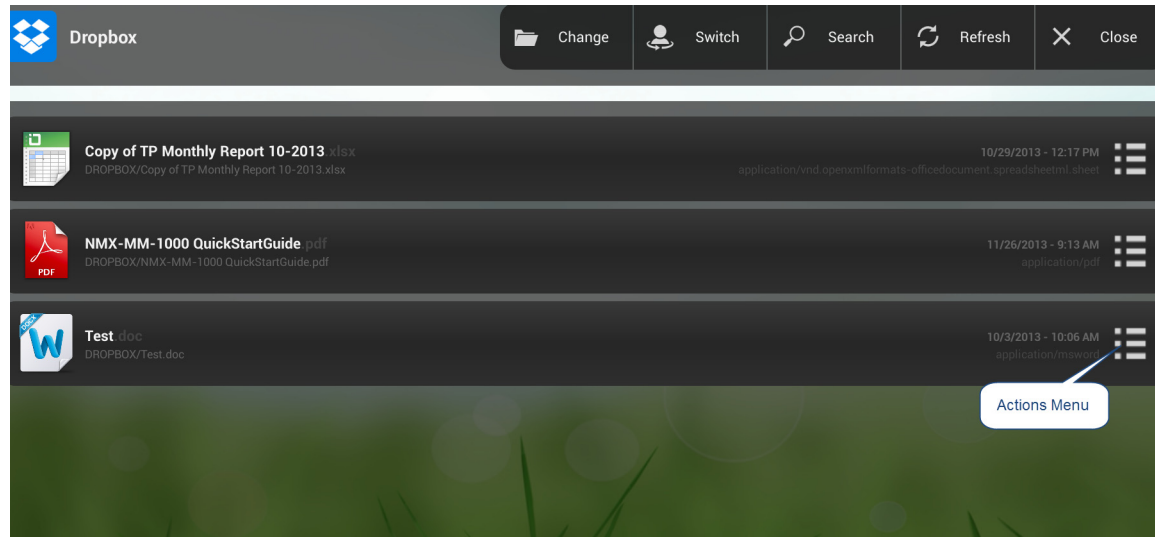 Dropbox
Change
Switch
Search
Refresh
Close
Copy of TP Monthly Report 10-2013.xlsx
10/29/2013 - 12:17 PM
DROPBOX/Copy of TP Monthly Report 10-2013.xlsx
application/vnd.openxmlformats-officedocument.spreadsheetml.sheet
NMX-MM-1000 QuickStartGuide.pdf
11/26/2013 - 9:13 AM
DROPBOX/NMX-MM-1000 QuickStartGuide.pdf
application/pdf
PDF
DOCX
W
Test.doc
10/3/2013 - 10:06 AM
DROPBOX/Test.doc
application/msword
Actions Menu